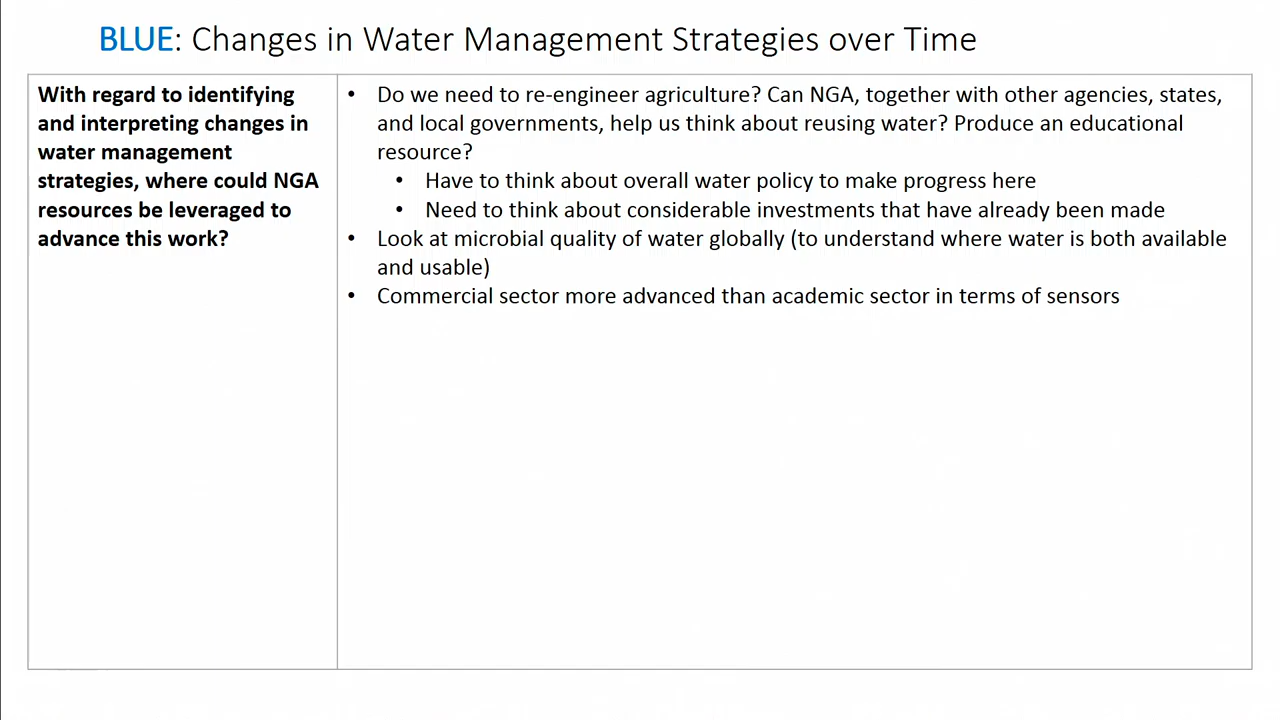 BLUE: Changes in Water Management Strategies over Time
With regard to identifying
and interpreting changes in
water management
strategies, where could NGA
resources be leveraged to
advance this work?
• Do we need to re-engineer agriculture? Can NGA, together with other agencies, states,
and local governments, help us think about reusing water? Produce an educational
resource?
• Have to think about overall water policy to make progress here
• Need to think about considerable investments that have already been made
• Look at microbial quality of water globally (to understand where water is both available
and usable)
• Commercial sector more advanced than academic sector in terms of sensors